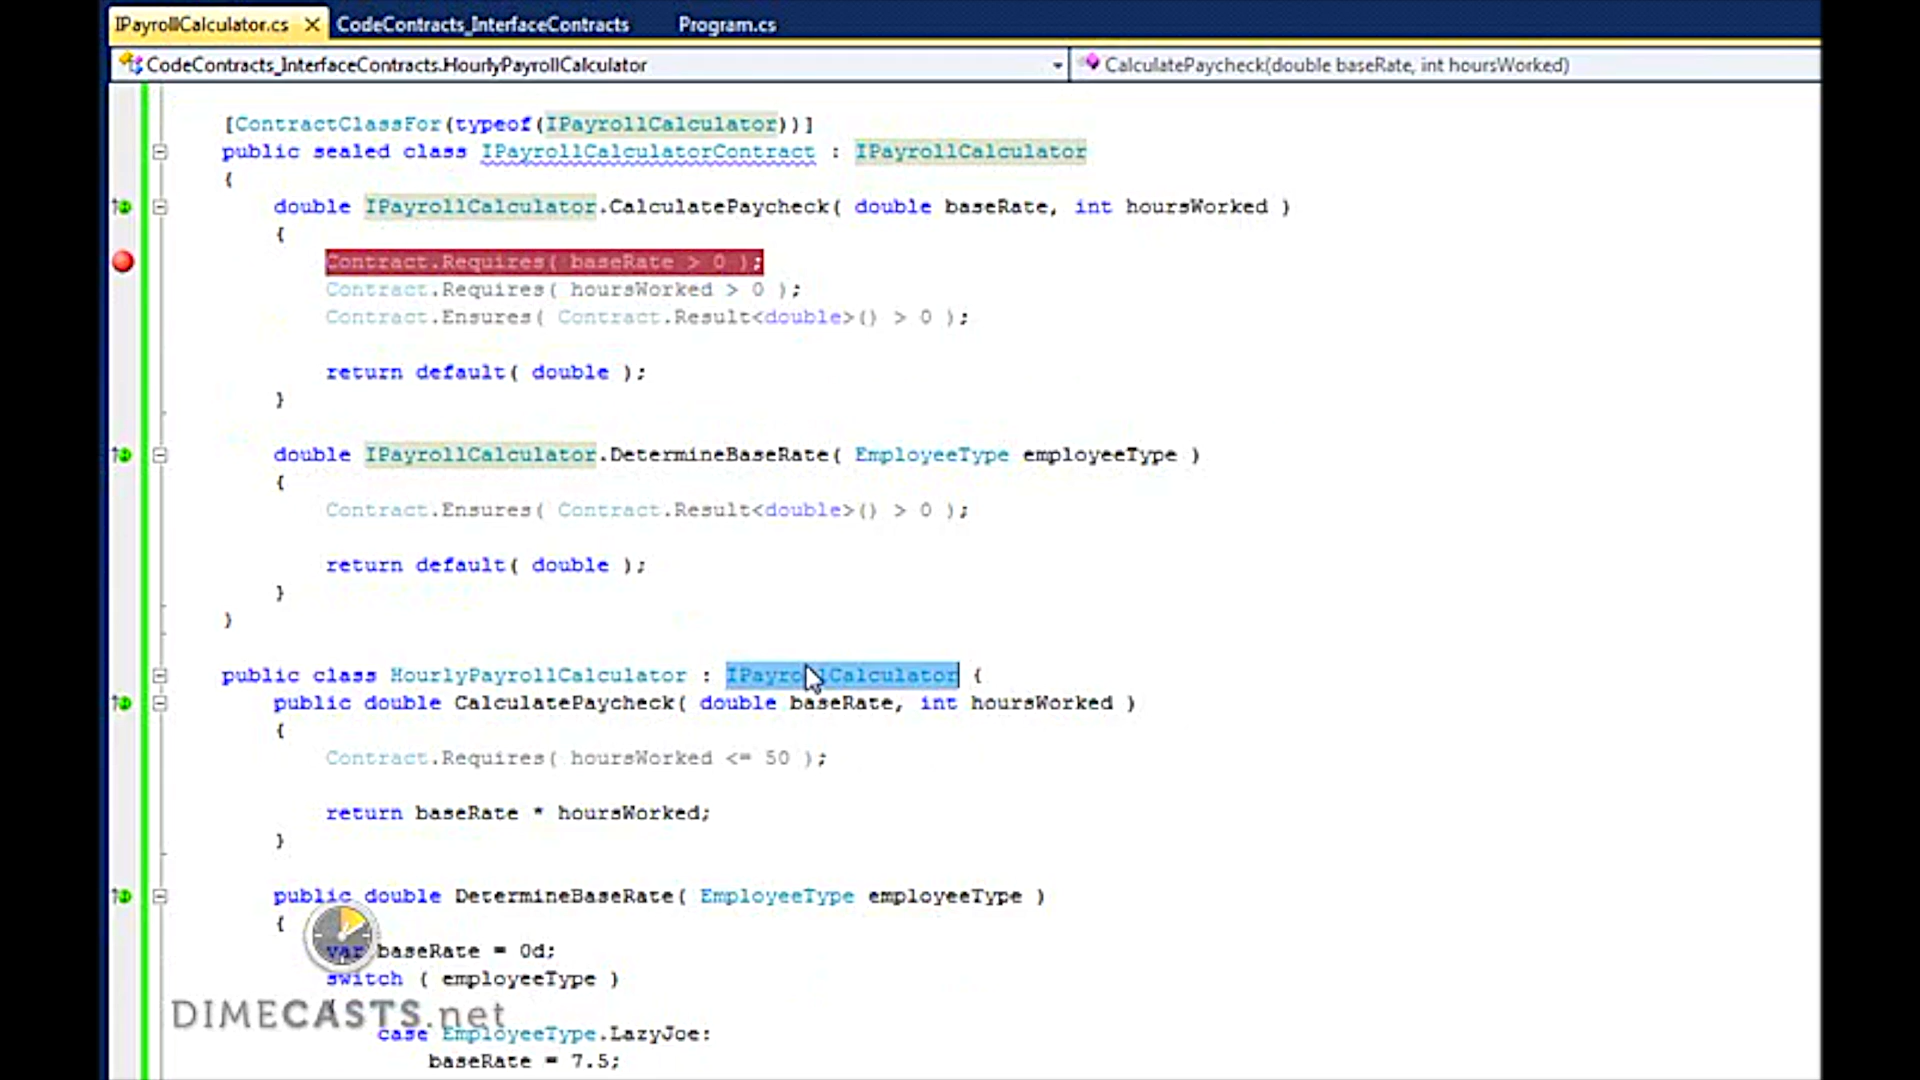 IPayrollCalculator.cs CodeContracts_InterfaceContracts Program.cs
CodeContracts_InterfaceContracts.HourlyPayrollCalculator CalculatePaycheck(double baseRate, int hoursWorked)
[ContractClassFor(typeof(IPayrollCalculator))]
public sealed class IPayrollCalculatorContract : IPayrollCalculator
{
double IPayrollCalculator.CalculatePaycheck( double baseRate, int hoursWorked )
{
Contract.Requires( baseRate > 0 );
Contract.Requires( hoursWorked > 0 );
Contract.Ensures( Contract.Result<double>() > 0 );
return default( double );
}
double IPayrollCalculator.DetermineBaseRate( EmployeeType employeeType )
{
Contract.Ensures( Contract.Result<double>() > 0 );
return default( double );
}
}
public class HourlyPayrollCalculator : IPayrollCalculator {
public double CalculatePaycheck( double baseRate, int hoursWorked )
{
Contract.Requires( hoursWorked <= 50 );
return baseRate * hoursWorked;
}
public double DetermineBaseRate( EmployeeType employeeType )
{
var baseRate = 0d;
switch ( employeeType )
{
DIMECASTS.net
case EmployeeType.LazyJoe:
baseRate = 7.5;